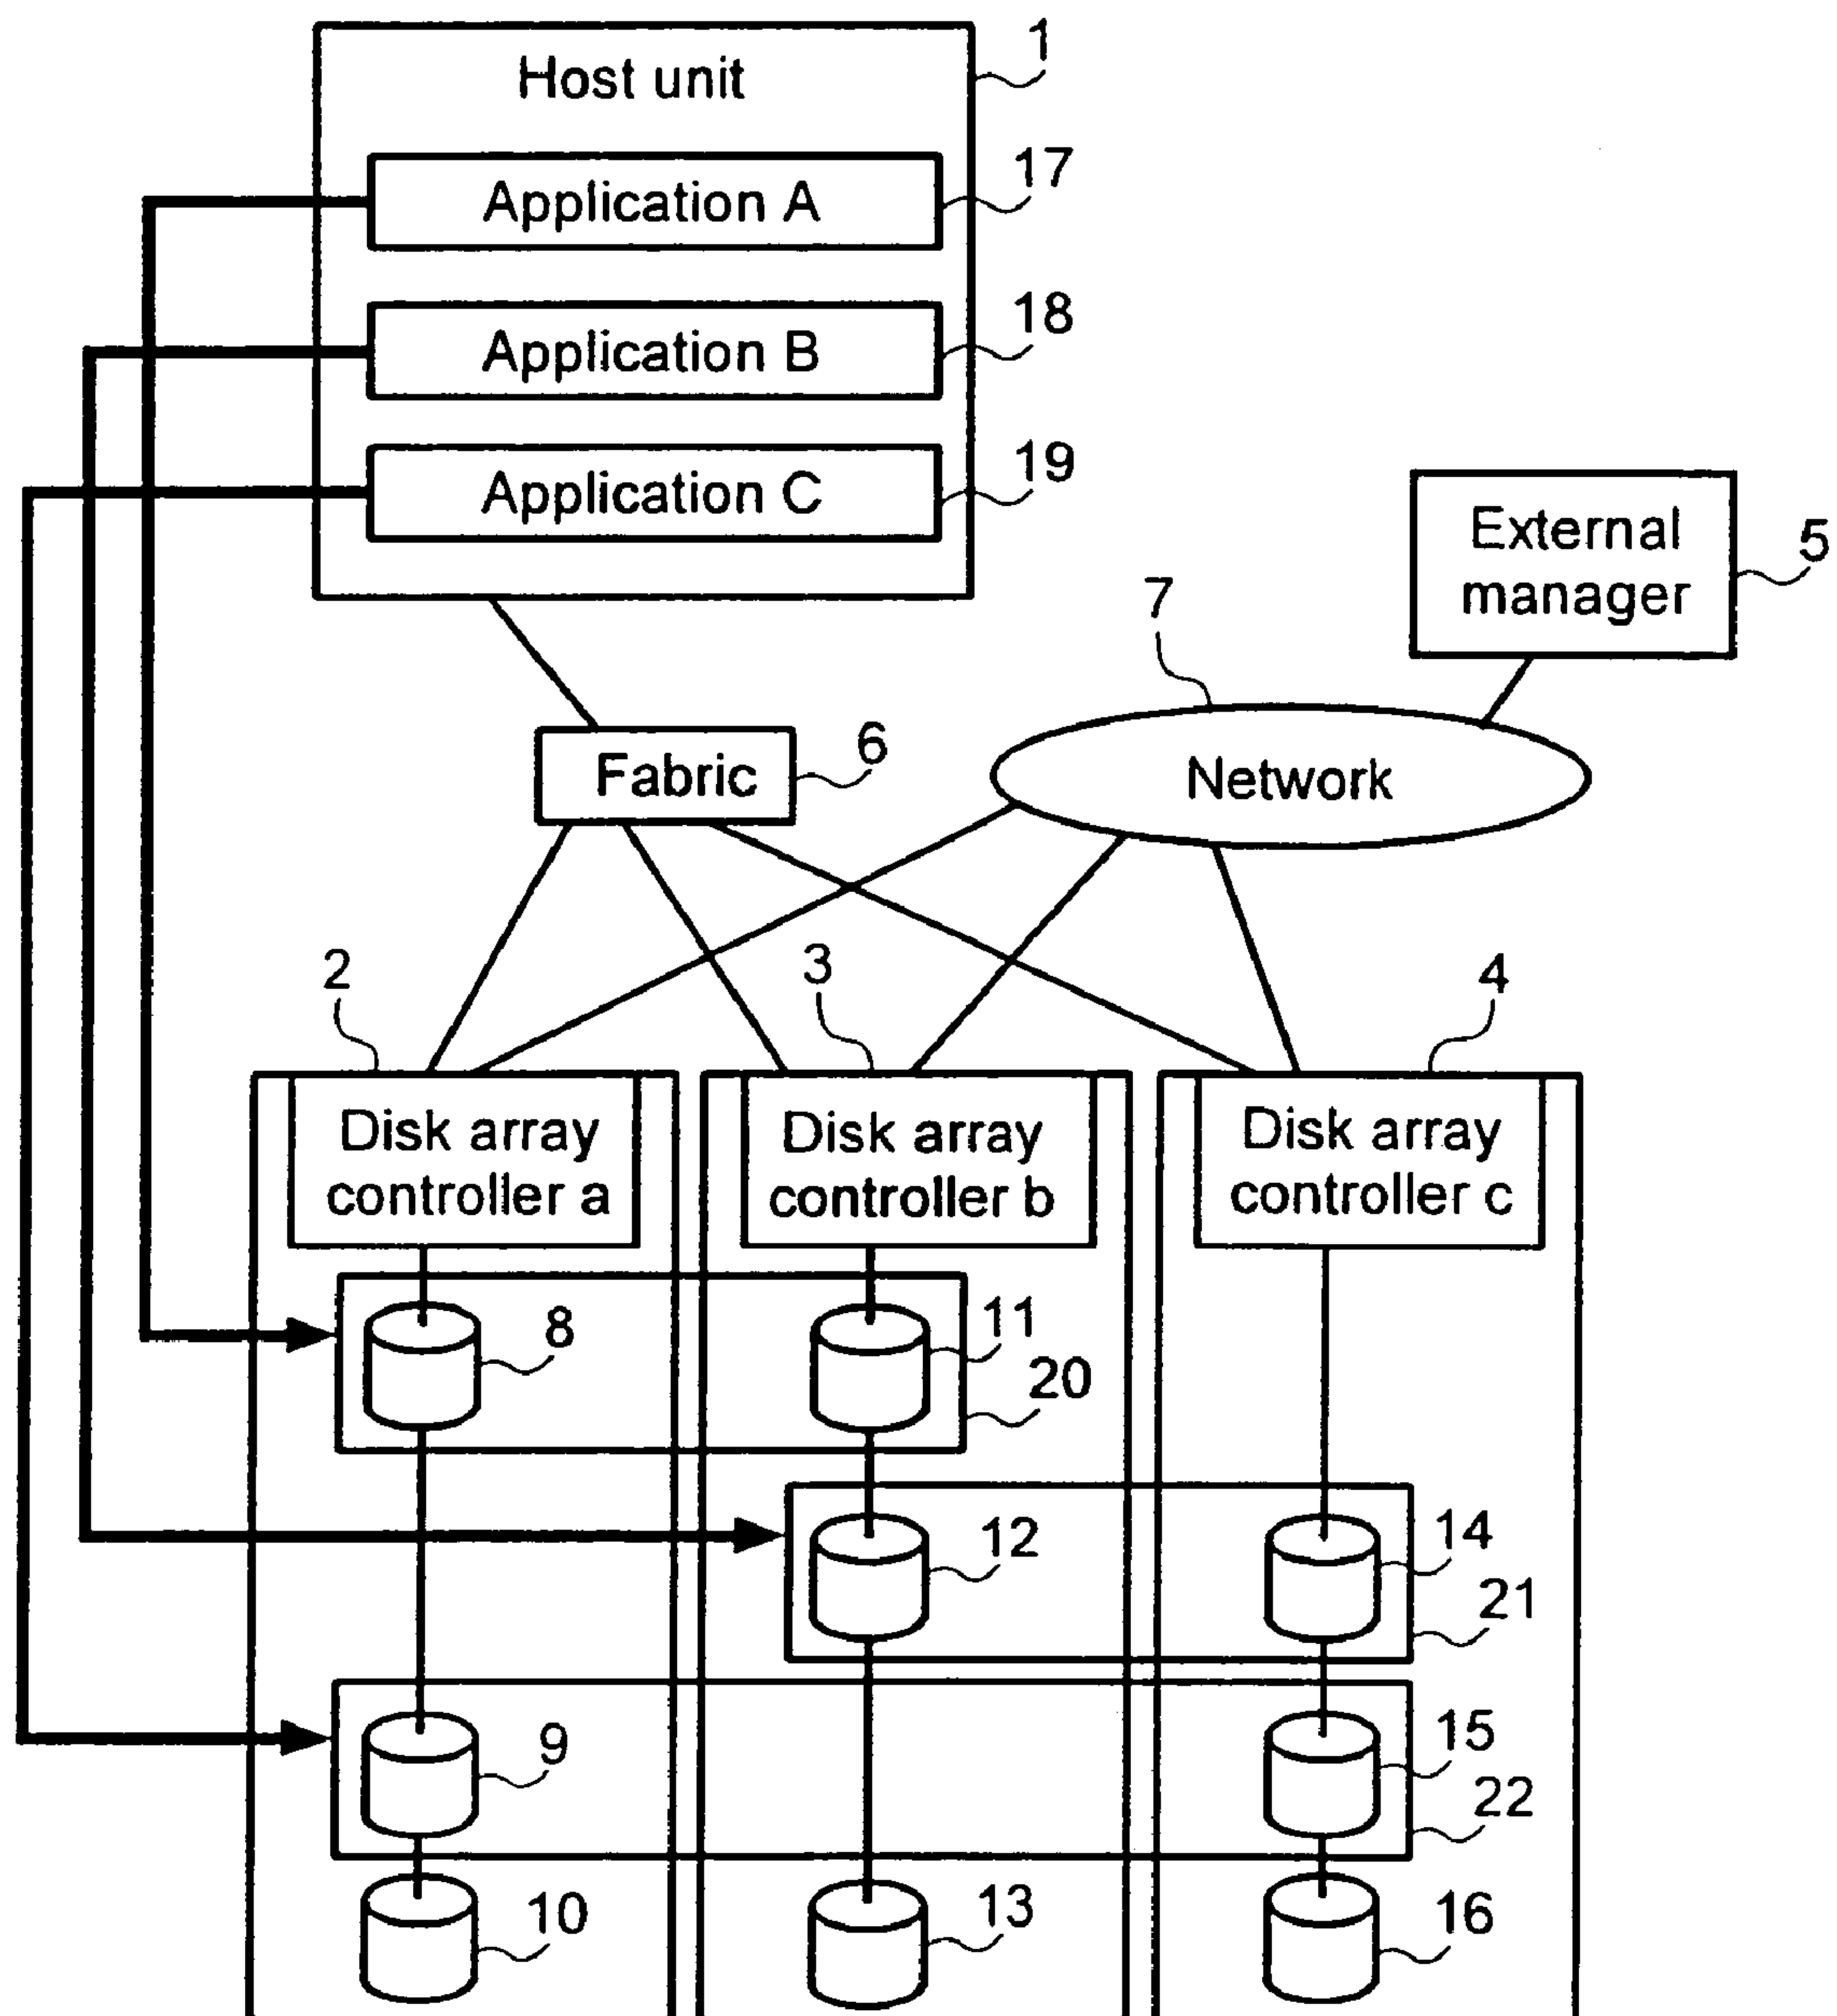 1
Host unit
17
Application A
18
Application B
19
Application C
External
manager
5
7
6
Fabric
Network
2
3
4
Disk array
controller a
Disk array
controller b
Disk array
controller c
8
11
20
12
14
21
9
15
22
10
13
16